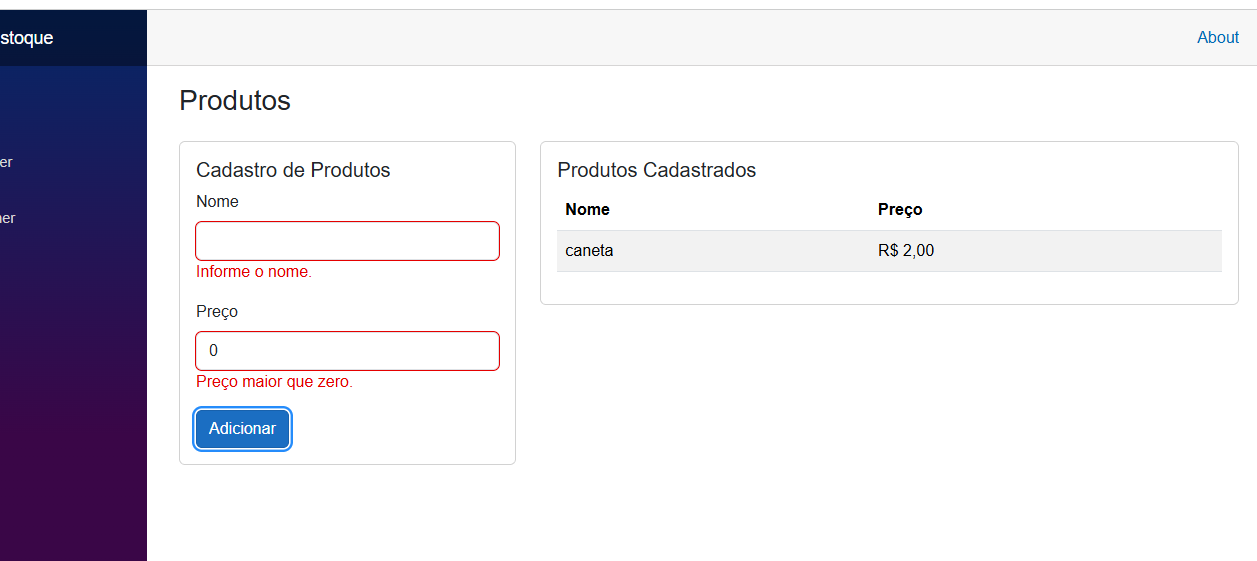 stoque
About
er
er
Produtos
Cadastro de Produtos
Nome
Informe o nome.
Preço
0
Preço maior que zero.
Adicionar
Produtos Cadastrados
Nome Preço
caneta R$ 2,00